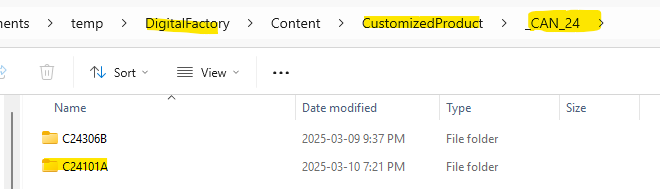 ments > temp > DigitalFactory > Content > CustomizedProduct > _CAN_24 >
Sort View ...
Name Date modified Type Size
C24306B 2025-03-09 9:37 PM File folder
C24101A 2025-03-10 7:21 PM File folder